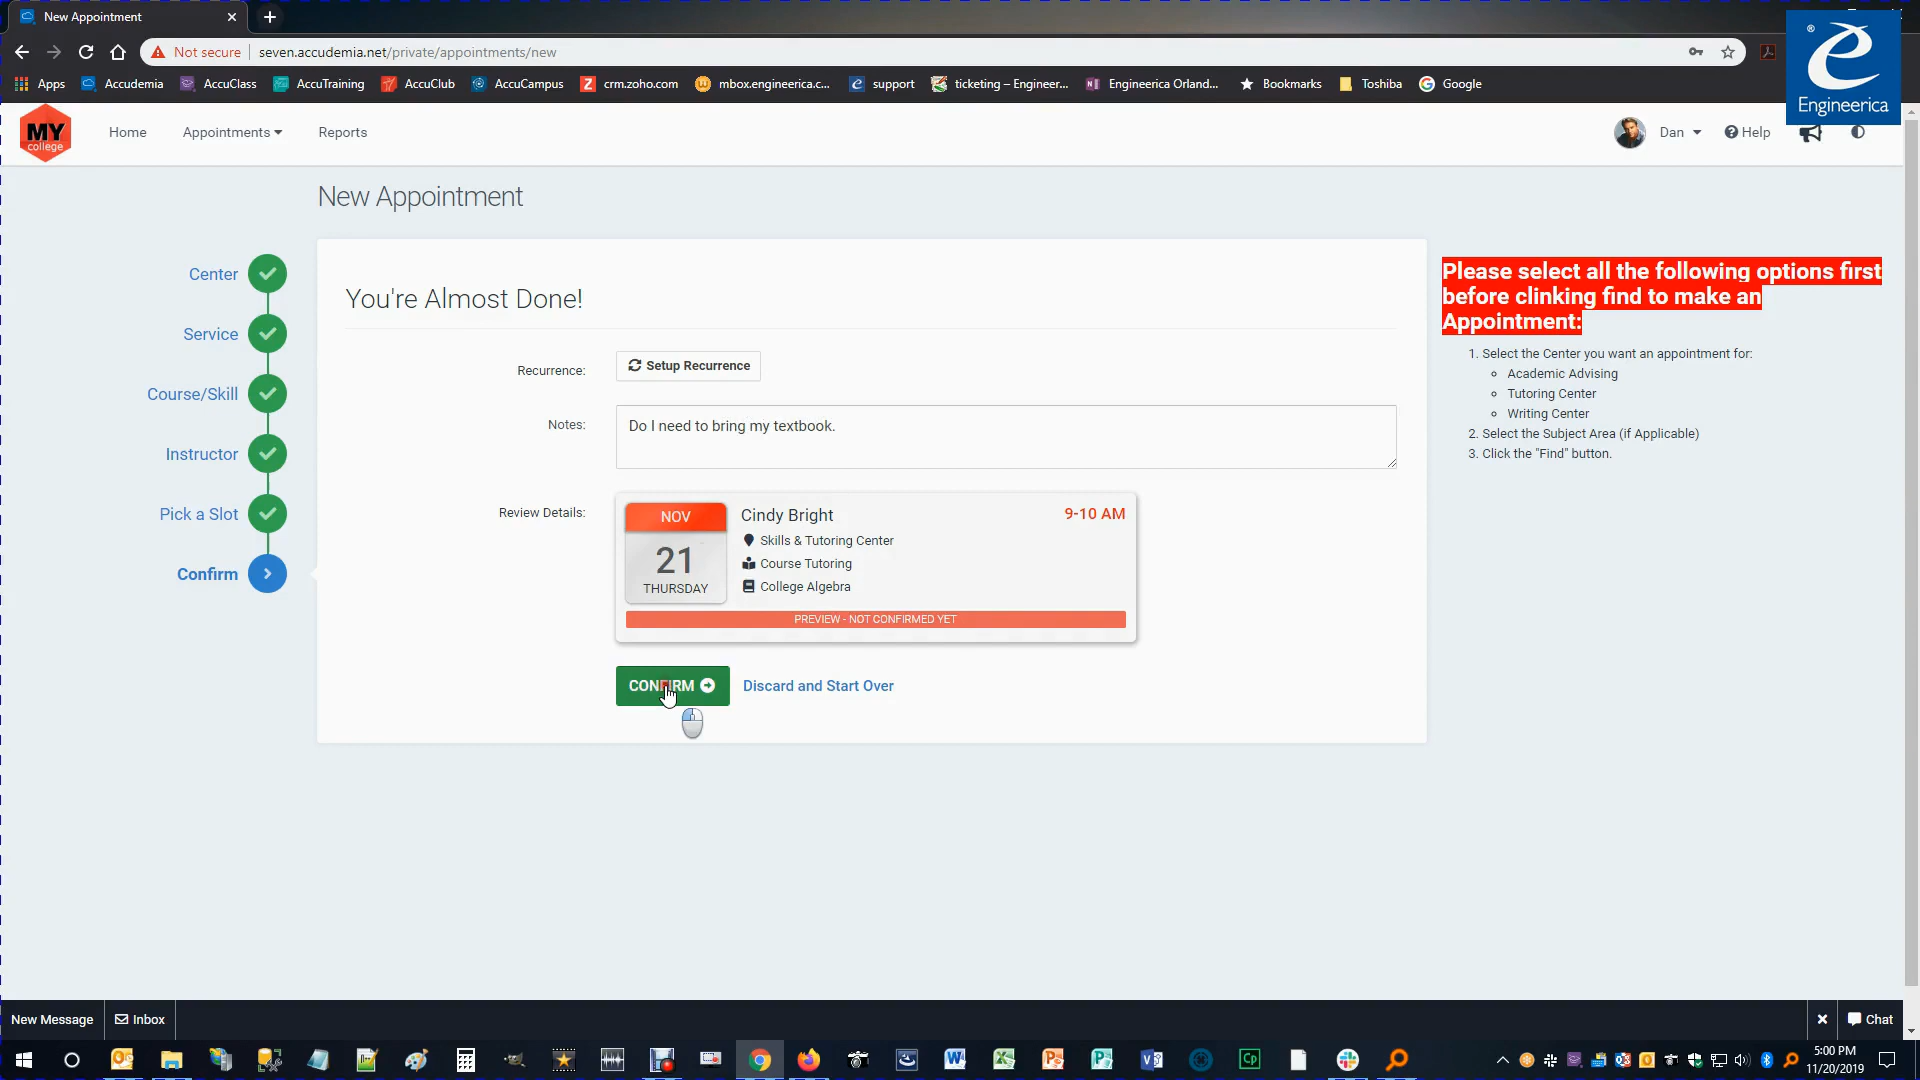 New Appointment
Not secure
seven.accudemia.net/private/appointments/new
Apps
Accudemia
AccuClass
AccuTraining
AccuClub
AccuCampus
crm.zoho.com
mbox.engineerica.c...
support
ticketing – Engineer...
Engineerica Orland...
Bookmarks
Toshiba
Google
Engineerica
MY
college
Home
Appointments
Reports
Dan
Help
New Appointment
Center
Service
Course/Skill
Instructor
Pick a Slot
Confirm
You're Almost Done!
Recurrence:
Setup Recurrence
Notes:
Do I need to bring my textbook.
Review Details:
NOV
21
THURSDAY
Cindy Bright
9-10 AM
Skills & Tutoring Center
Course Tutoring
College Algebra
PREVIEW - NOT CONFIRMED YET
CONFIRM
Discard and Start Over
Please select all the following options first
before clinking find to make an
Appointment:
1. Select the Center you want an appointment for:
Academic Advising
Tutoring Center
Writing Center
2. Select the Subject Area (if Applicable)
3. Click the "Find" button.
New Message
Inbox
Chat
5:00 PM
11/20/2019